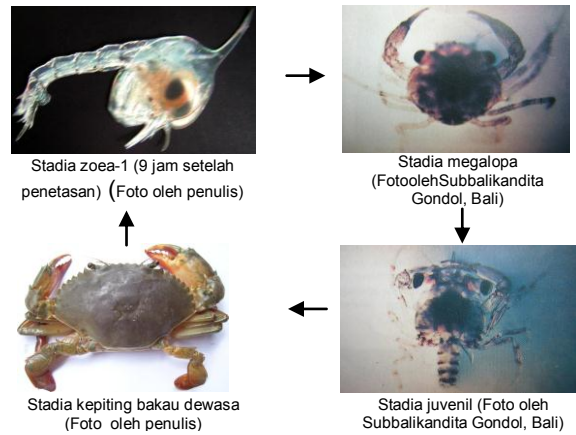 Stadia zoea-1 (9 jam setelah
penetasan) (Foto oleh penulis)
Stadia megalopa
(FotoolehSubbalikandita
Gondol, Bali)
Stadia kepiting bakau dewasa
(Foto oleh penulis)
Stadia juvenil (Foto oleh
Subbalikandita Gondol, Bali)